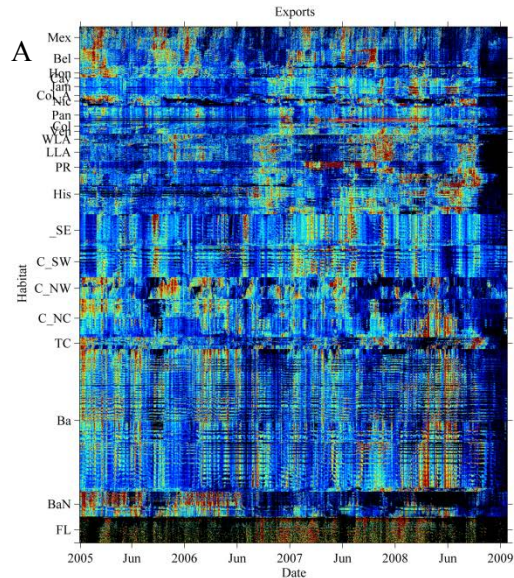 Exports
A
Mex
Bel
Hon
Cay
Jam
Nic
Pan
Col
Ven
WLA
LLA
PR
His
_SE
C_SW
C_NW
C_NC
TC
Ba
BaN
FL
Habitat
2005 Jun 2006 Jun 2007 Jun 2008 Jun 2009
Date